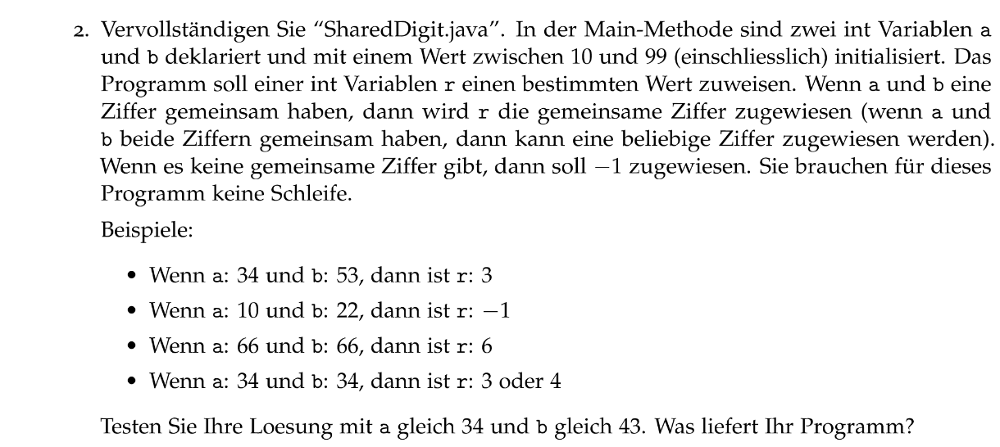 2. Vervollständigen Sie “SharedDigit.java”. In der Main-Methode sind zwei int Variablen a
und b deklariert und mit einem Wert zwischen 10 und 99 (einschliesslich) initialisiert. Das
Programm soll einer int Variablen r einen bestimmten Wert zuweisen. Wenn a und b eine
Ziffer gemeinsam haben, dann wird r die gemeinsame Ziffer zugewiesen (wenn a und
b beide Ziffern gemeinsam haben, dann kann eine beliebige Ziffer zugewiesen werden).
Wenn es keine gemeinsame Ziffer gibt, dann soll −1 zugewiesen. Sie brauchen für dieses
Programm keine Schleife.
Beispiele:
• Wenn a: 34 und b: 53, dann ist r: 3
• Wenn a: 10 und b: 22, dann ist r: −1
• Wenn a: 66 und b: 66, dann ist r: 6
• Wenn a: 34 und b: 34, dann ist r: 3 oder 4
Testen Sie Ihre Loesung mit a gleich 34 und b gleich 43. Was liefert Ihr Programm?